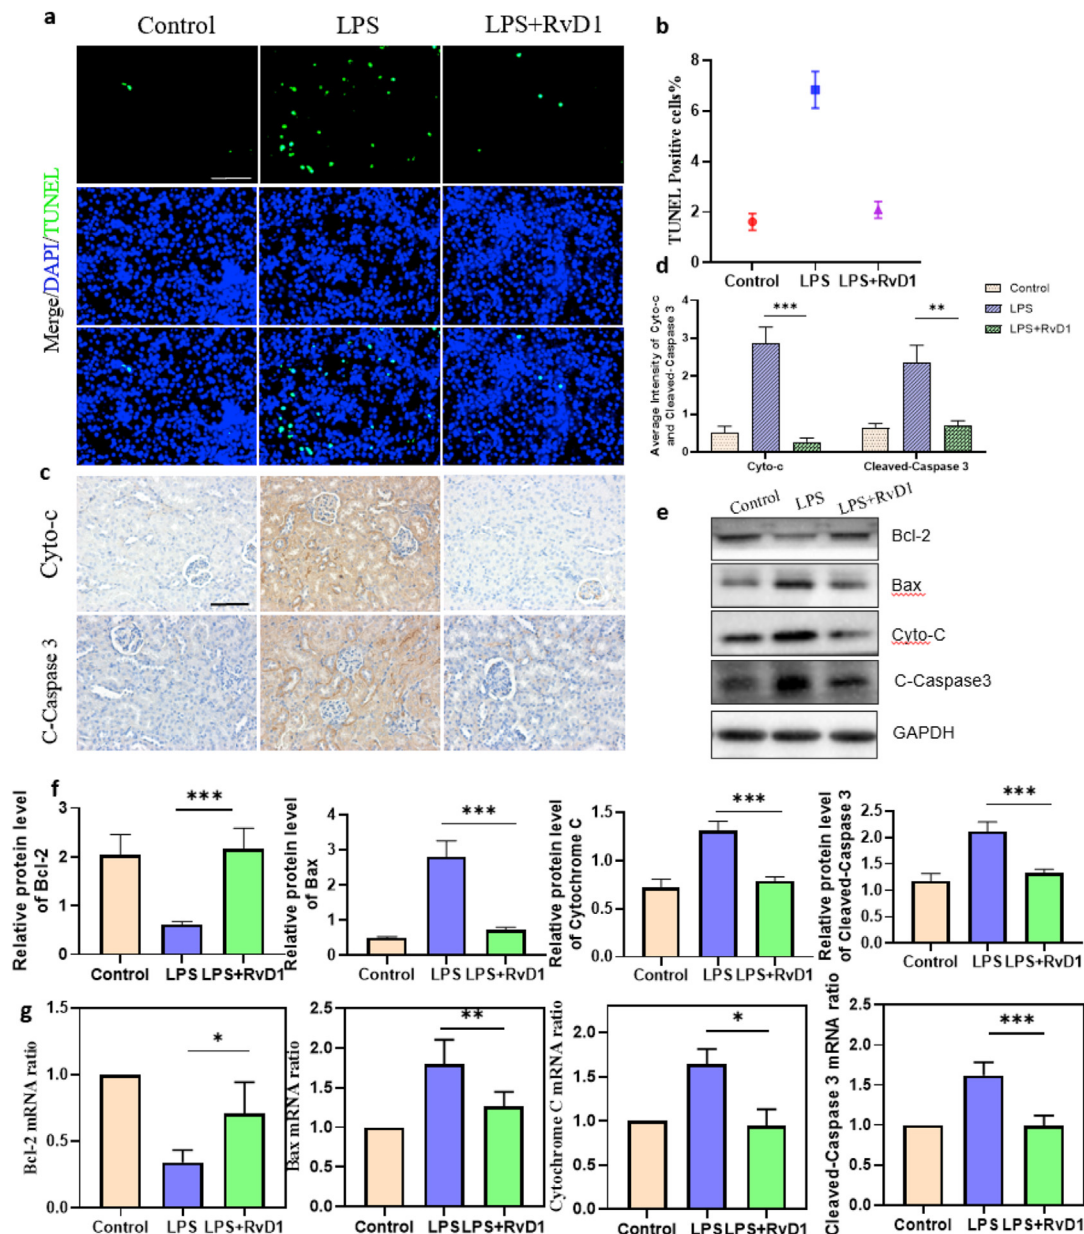 a
Control LPS LPS+RvD1
Merge/DAPI/TUNEL
b
TUNEL Positive cells%
8
6
4
2
0
Control LPS LPS+RvD1
c
Cyto-c
C-Caspase 3
d
Average Intensity of Cyto-c
and Cleaved-Caspase 3
4
3
2
1
0
*** **
Cyto-c Cleaved-Caspase 3
Control
LPS
LPS+RvD1
e
Control LPS LPS+RvD1
Bcl-2
Bax
Cyto-C
C-Caspase3
GAPDH
f
Relative protein level
of Bcl-2
3
2
1
0
***
Control LPS LPS+RvD1
Relative protein level
of Bax
4
3
2
1
0
***
Control LPS LPS+RvD1
Relative protein level
of Cytochrome C
1.5
1.0
0.5
0.0
***
Control LPS LPS+RvD1
Relative protein level
of Cleaved-Caspase 3
2.5
2.0
1.5
1.0
0.5
0.0
***
Control LPS LPS+RvD1
g
Bcl-2 mRNA ratio
1.5
1.0
0.5
0.0
*
Control LPS LPS+RvD1
Bax mRNA ratio
2.5
2.0
1.5
1.0
0.5
0.0
**
Control LPS LPS+RvD1
Cytochrome C mRNA ratio
2.0
1.5
1.0
0.5
0.0
*
Control LPS LPS+RvD1
Cleaved-Caspase 3 mRNA ratio
2.5
2.0
1.5
1.0
0.5
0.0
***
Control LPS LPS+RvD1